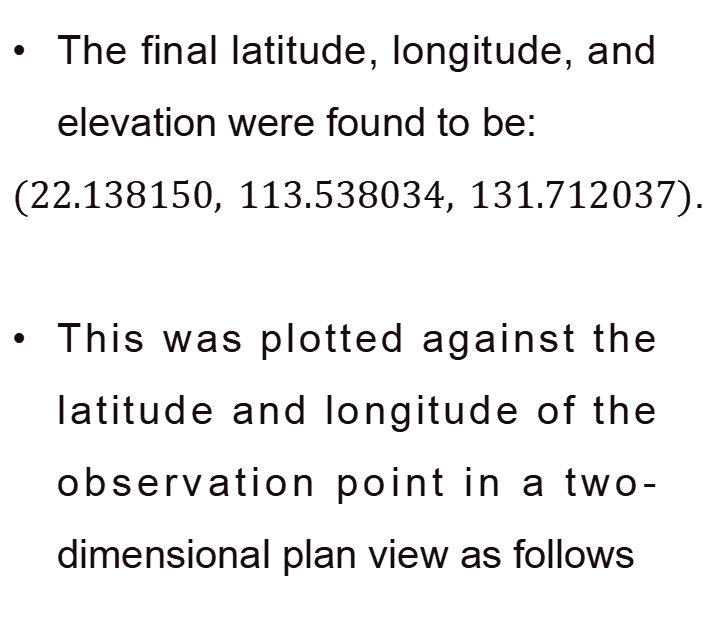 • The final latitude, longitude, and
elevation were found to be:
(22.138150, 113.538034, 131.712037).
• This was plotted against the
latitude and longitude of the
observation point in a two-
dimensional plan view as follows